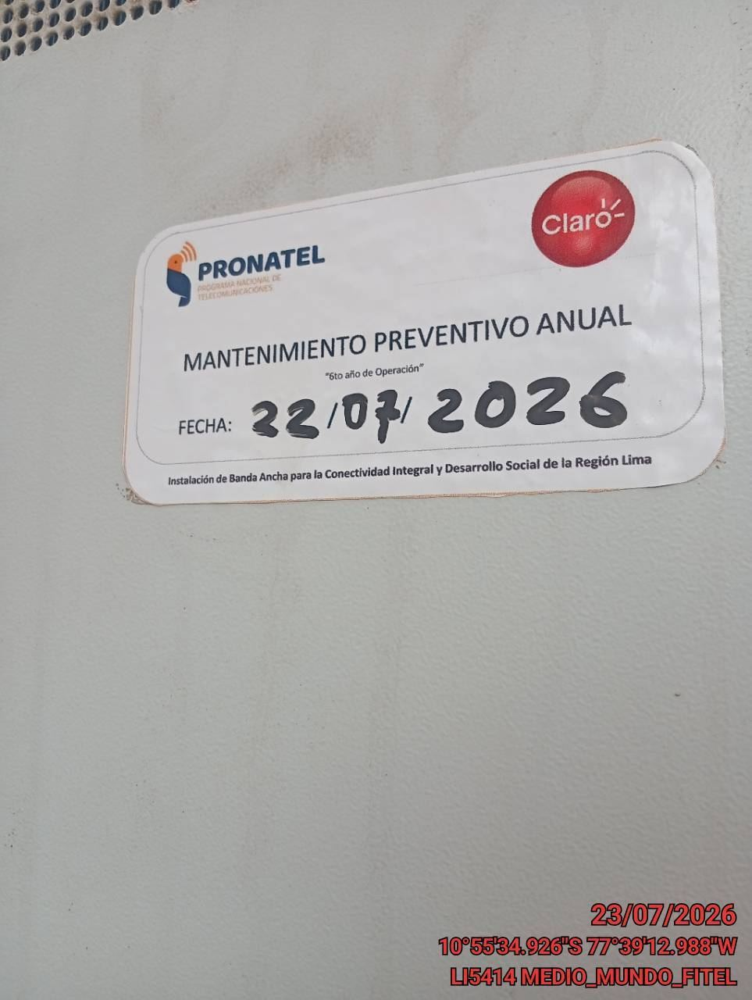 Claro
PRONATEL
PROGRAMA NACIONAL DE
TELECOMUNICACIONES
MANTENIMIENTO PREVENTIVO ANUAL
"6to año de Operación"
FECHA: 22/07/2026
Instalación de Banda Ancha para la Conectividad Integral y Desarrollo Social de la Región Lima
23/07/2026
10°55'34.926"S 77°39'12.988"W
LI5414 MEDIO_MUNDO_FITEL